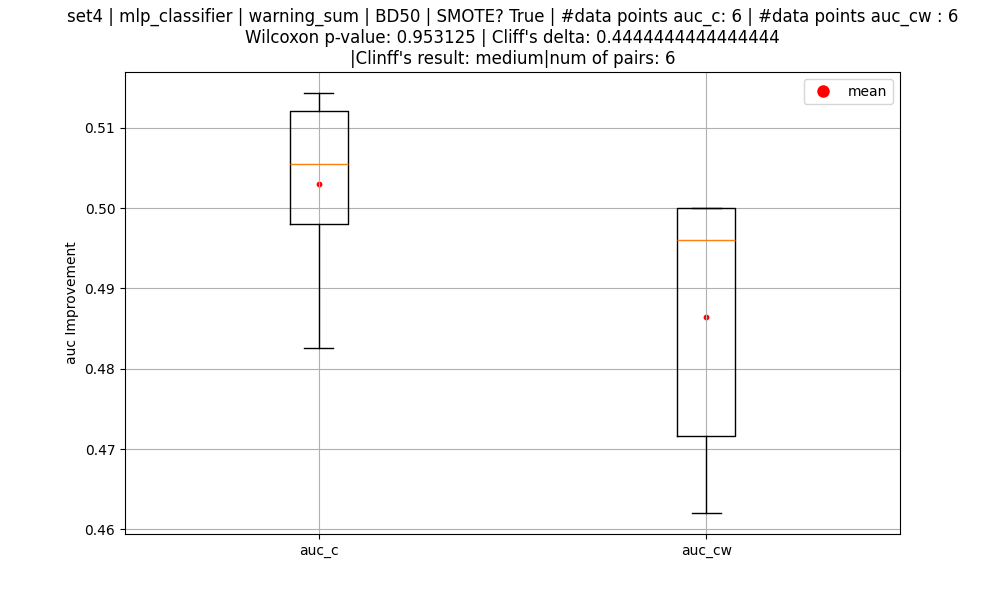 set4 | mlp_classifier | warning_sum | BD50 | SMOTE? True | #data points auc_c: 6 | #data points auc_cw : 6
Wilcoxon p-value: 0.953125 | Cliff's delta: 0.4444444444444444
|Clinff's result: medium|num of pairs: 6
mean
0.51
0.50
0.49
0.48
0.47
0.46
auc Improvement
auc_c
auc_cw